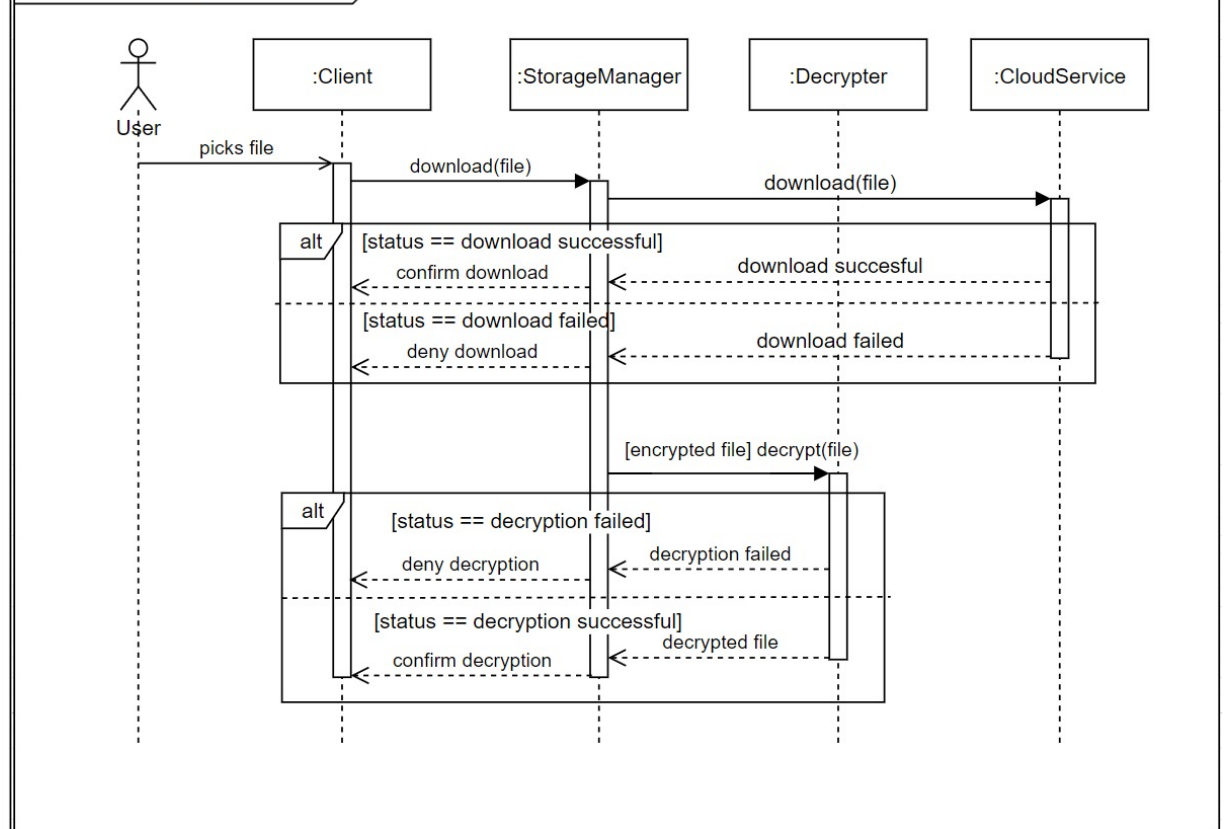 :Client
:StorageManager
:Decrypter
:CloudService
User
picks file
download(file)
download(file)
alt
[status == download successful]
confirm download
download succesful
[status == download failed]
deny download
download failed
[encrypted file] decrypt(file)
alt
[status == decryption failed]
deny decryption
decryption failed
[status == decryption successful]
confirm decryption
decrypted file